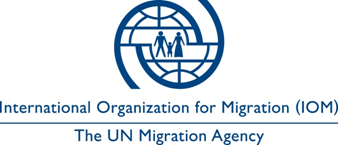 International Organization for Migration (IOM)
The UN Migration Agency